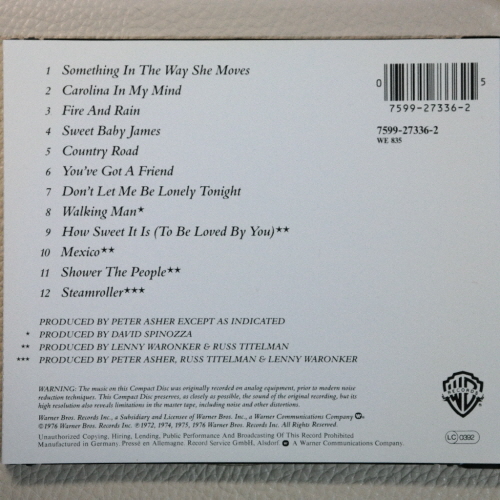 1 Something In The Way She Moves
2 Carolina In My Mind
3 Fire And Rain
4 Sweet Baby James
5 Country Road
6 You've Got A Friend
7 Don't Let Me Be Lonely Tonight
8 Walking Man*
9 How Sweet It Is (To Be Loved By You)**
10 Mexico**
11 Shower The People**
12 Steamroller***
0 5
7599-27336-2
7599-27336-2
WE 835
PRODUCED BY PETER ASHER EXCEPT AS INDICATED
* PRODUCED BY DAVID SPINOZZA
** PRODUCED BY LENNY WARONKER & RUSS TITELMAN
*** PRODUCED BY PETER ASHER, RUSS TITELMAN & LENNY WARONKER
WARNING: The music on this Compact Disc was originally recorded on analog equipment, prior to modern noise
reduction techniques. This Compact Disc preserves, as closely as possible, the sound of the original recording, but its
high resolution also reveals limitations in the master tape, including noise and other distortions.
Warner Bros. Records Inc., a Subsidiary and Licensee of Warner Bros. Inc., a Warner Communications Company
©1976 Warner Bros. Records Inc. ℗1972, 1974, 1975, 1976 Warner Bros. Records Inc. All Rights Reserved.
Unauthorized Copying, Hiring, Lending, Public Performance And Broadcasting Of This Record Prohibited
Manufactured in Germany. Pressé en Allemagne. Record Service GmbH, Alsdorf A Warner Communications Company
WB
RECORDS
LC 0392